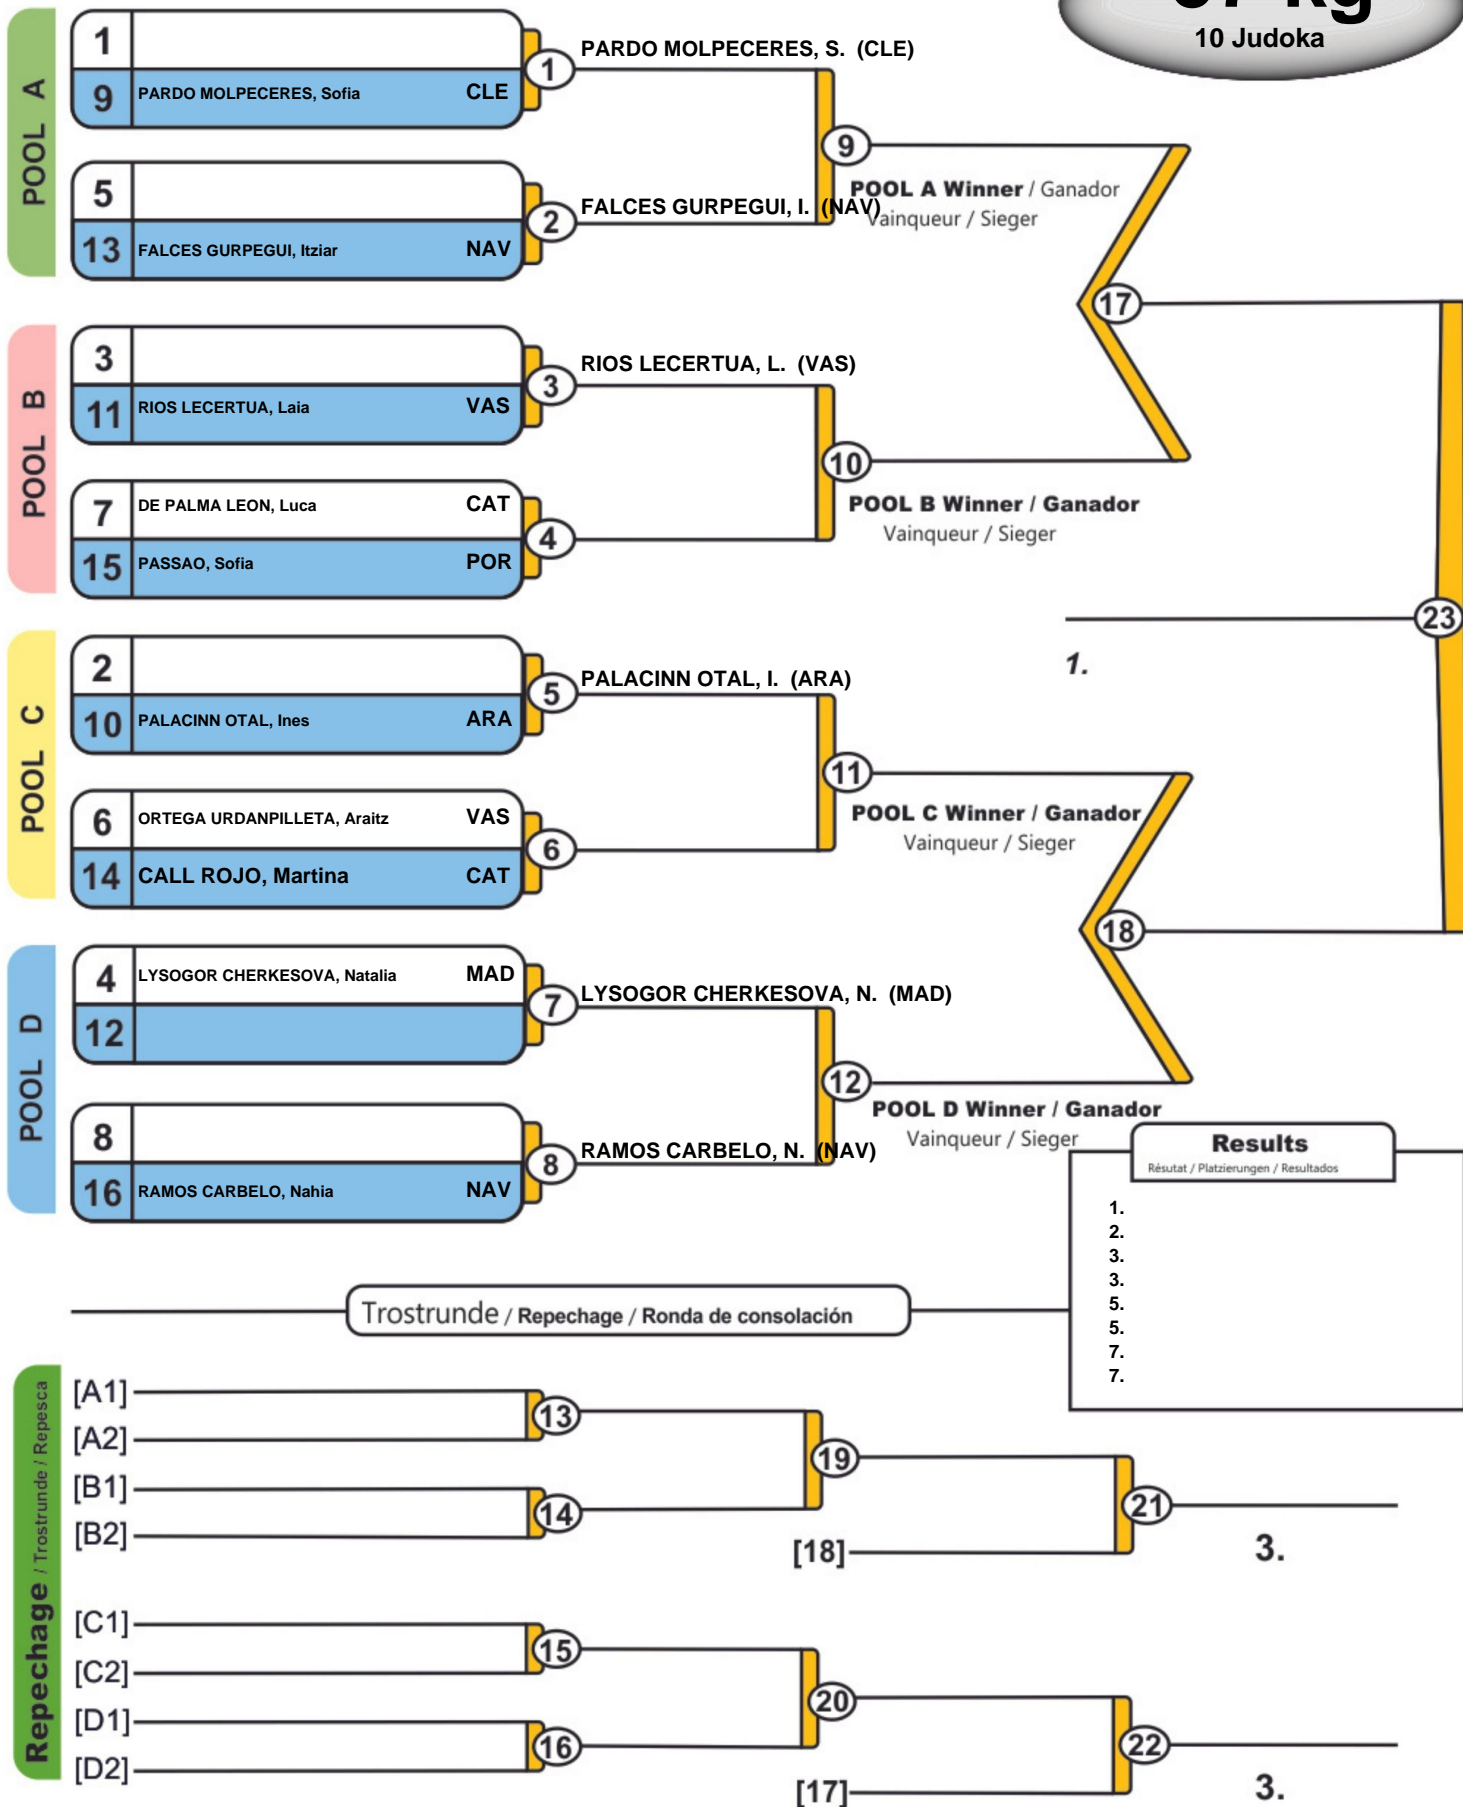 10 Judoka
POOL A
1
9 PARDO MOLPECERES, Sofia CLE
1
PARDO MOLPECERES, S. (CLE)
5
13 FALCES GURPEGUI, Itziar NAV
2
FALCES GURPEGUI, I. (NAV)
9
POOL A Winner / Ganador
Vainqueur / Sieger
17
POOL B
3
11 RIOS LECERTUA, Laia VAS
3
RIOS LECERTUA, L. (VAS)
7 DE PALMA LEON, Luca CAT
15 PASSAO, Sofia POR
4
10
POOL B Winner / Ganador
Vainqueur / Sieger
23
1.
POOL C
2
10 PALACINN OTAL, Ines ARA
5
PALACINN OTAL, I. (ARA)
6 ORTEGA URDANPILLETA, Araitz VAS
14 CALL ROJO, Martina CAT
6
11
POOL C Winner / Ganador
Vainqueur / Sieger
18
POOL D
4 LYSOGOR CHERKESOVA, Natalia MAD
12
7
LYSOGOR CHERKESOVA, N. (MAD)
8
16 RAMOS CARBELO, Nahia NAV
8
RAMOS CARBELO, N. (NAV)
12
POOL D Winner / Ganador
Vainqueur / Sieger
Results
Résutat / Platzierungen / Resultados
1.
2.
3.
3.
5.
5.
7.
7.
Trostrunde / Repechage / Ronda de consolación
Repechage / Trostrunde / Repesca
[A1]
[A2]
13
[B1]
[B2]
14
19
[18]
21
3.
[C1]
[C2]
15
[D1]
[D2]
16
20
[17]
22
3.